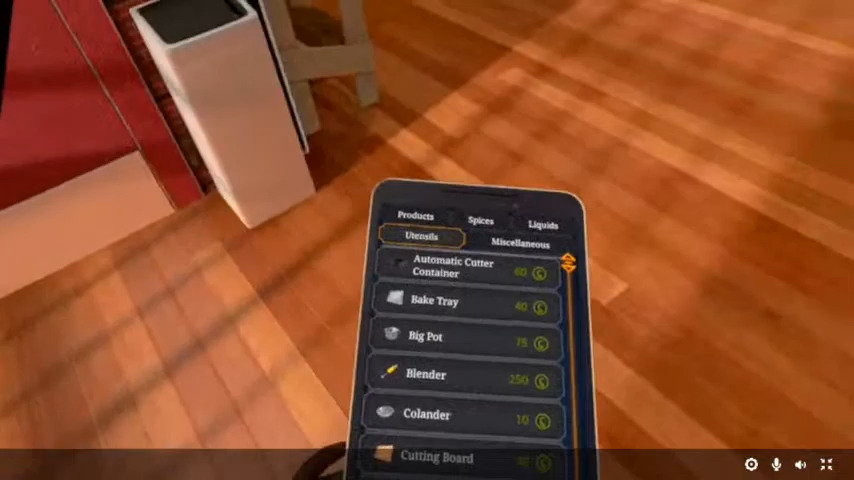 Products Spices Liquids
Utensils Miscellaneous
Automatic Cutter
Container 60
Bake Tray 40
Big Pot 75
Blender 250
Colander 10
Cutting Board